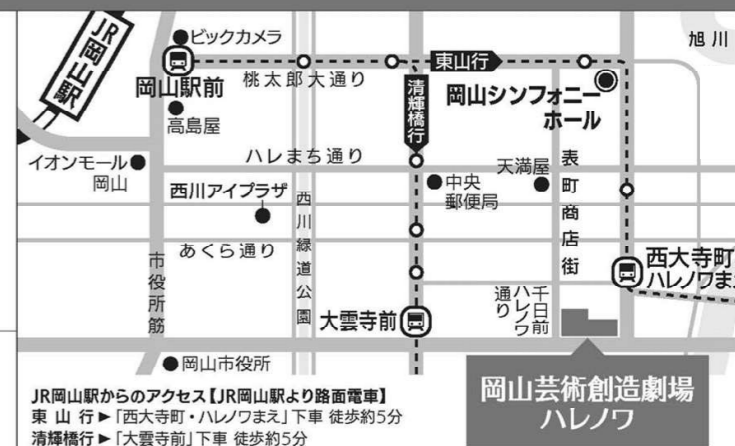 JR岡山駅
ビックカメラ
岡山駅前
桃太郎大通り
東山行
清輝橋行
旭川
岡山シンフォニー
ホール
高島屋
イオンモール
岡山
ハレまち通り
西川アイプラザ
西川緑道公園
中央
郵便局
天満屋
表町商店街
あくら通り
市役所筋
大雲寺前
千日前
ハレノワ
通り
西大寺町
ハレノワまえ
岡山市役所
岡山芸術創造劇場
ハレノワ
JR岡山駅からのアクセス【JR岡山駅より路面電車】
東山行▶「西大寺町・ハレノワまえ」下車 徒歩約5分
清輝橋行▶「大雲寺前」下車 徒歩約5分